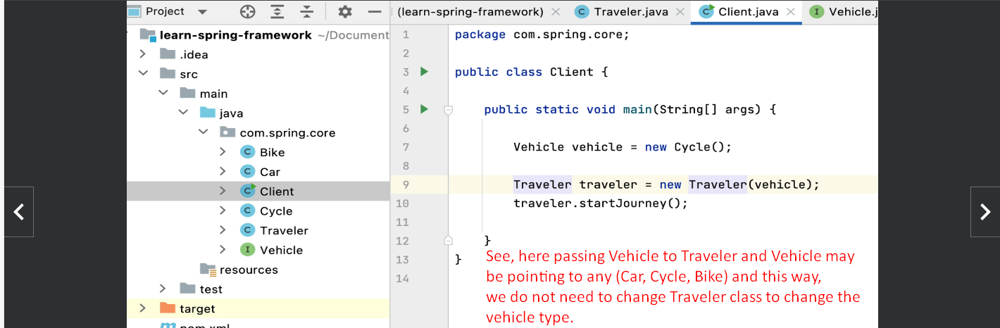 Project
(learn-spring-framework)
Traveler.java
Client.java
Vehicle.j
learn-spring-framework ~/Document
.idea
src
main
java
com.spring.core
Bike
Car
Client
Cycle
Traveler
Vehicle
resources
test
target
pom.xml
1 package com.spring.core;
2
3 public class Client {
4
5 public static void main(String[] args) {
6
7 Vehicle vehicle = new Cycle();
8
9 Traveler traveler = new Traveler(vehicle);
10 traveler.startJourney();
11
12 }
13 }
14
See, here passing Vehicle to Traveler and Vehicle may
be pointing to any (Car, Cycle, Bike) and this way,
we do not need to change Traveler class to change the
vehicle type.